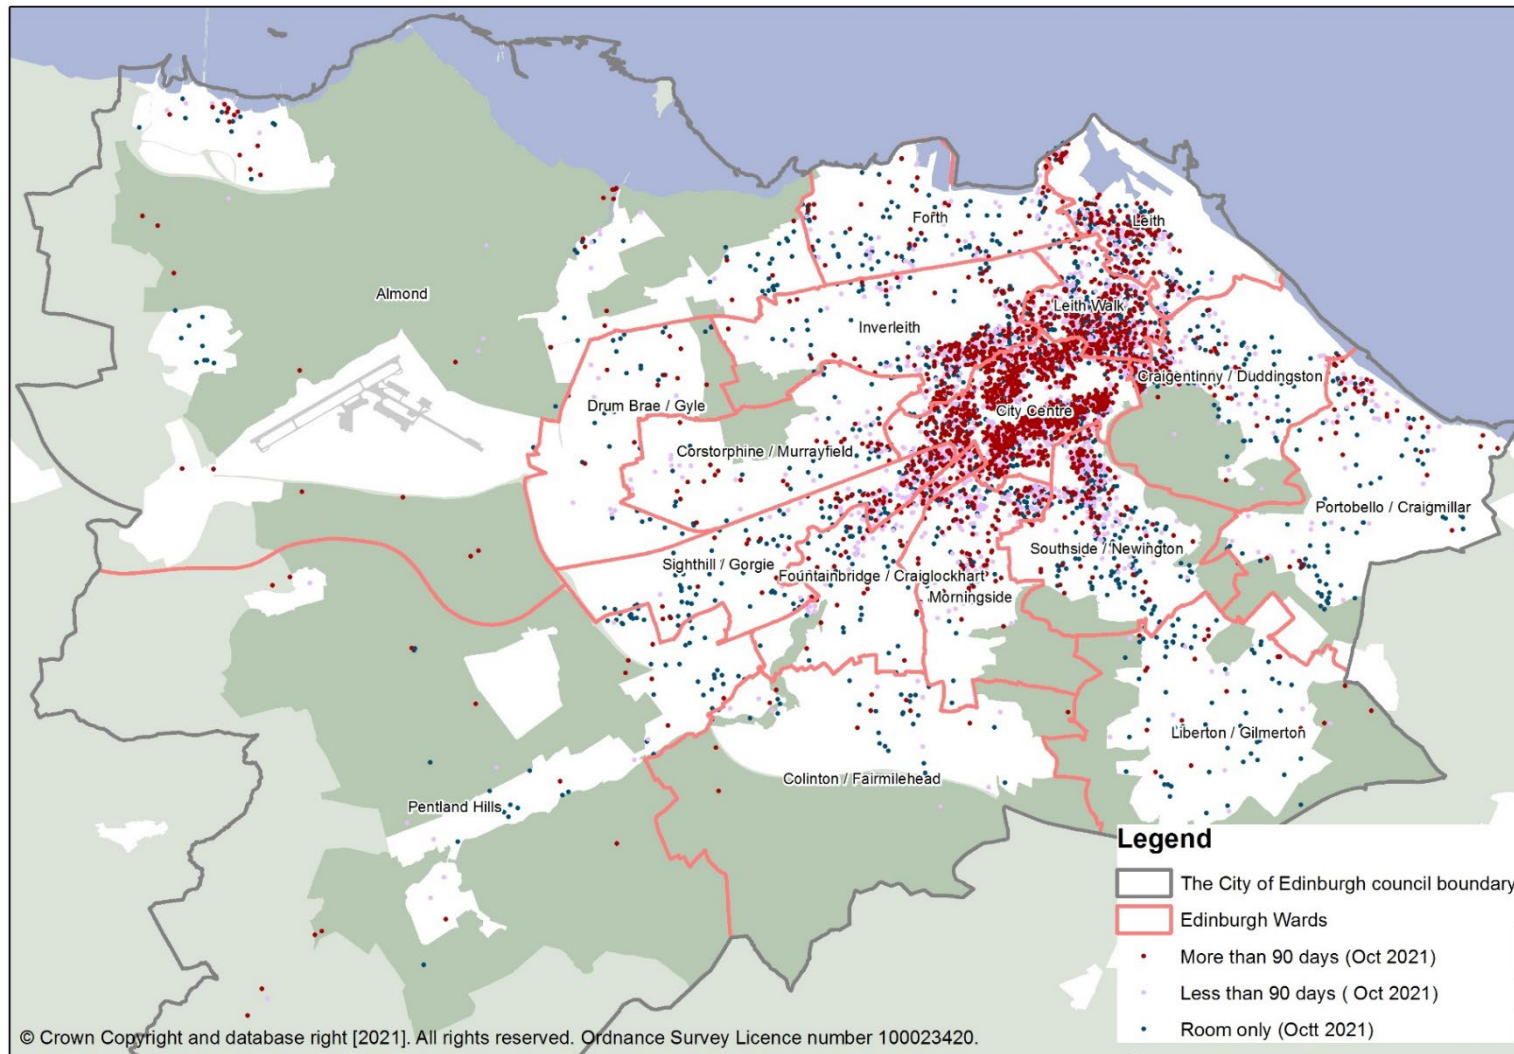 Forth
Leith
Almond
Leith Walk
Inverleith
Craigentinny / Duddingston
Drum Brae / Gyle
City Centre
Corstorphine / Murrayfield
Portobello / Craigmillar
Southside / Newington
Sighthill / Gorgie
Fountainbridge / Craiglockhart
Morningside
Liberton / Gilmerton
Colinton / Fairmilehead
Pentland Hills
Legend
The City of Edinburgh council boundary
Edinburgh Wards
More than 90 days (Oct 2021)
Less than 90 days ( Oct 2021)
Room only (Octt 2021)
© Crown Copyright and database right [2021]. All rights reserved. Ordnance Survey Licence number 100023420.